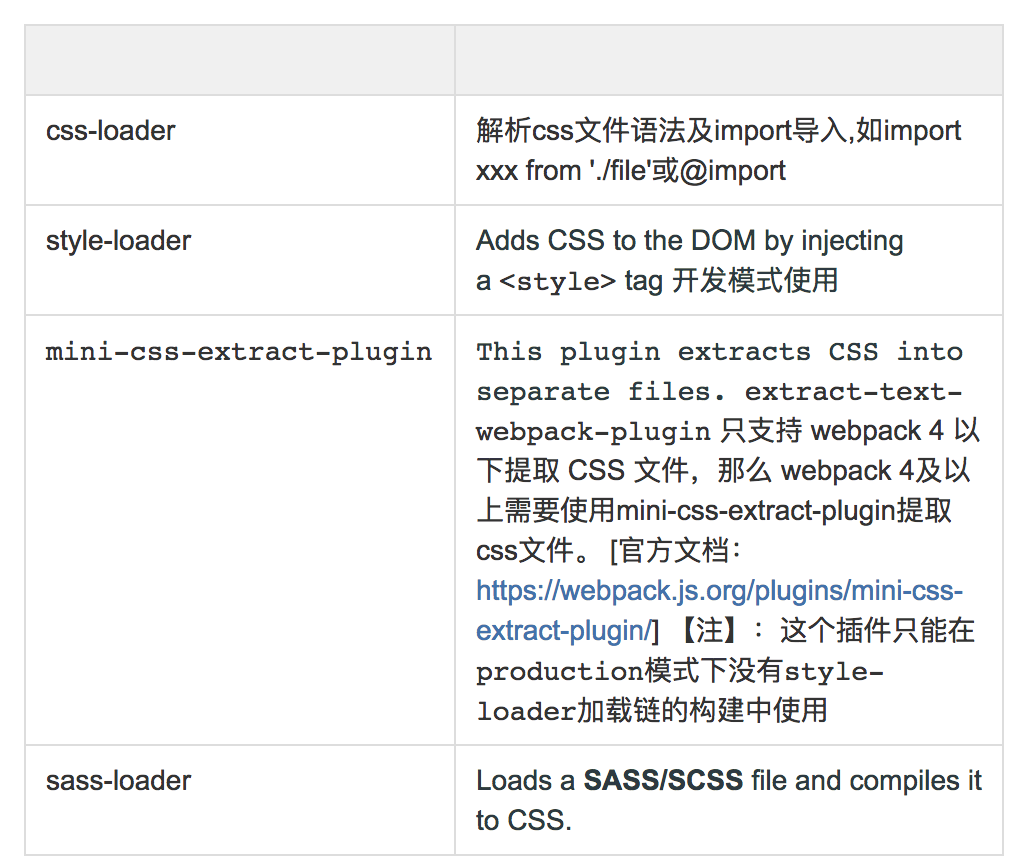 css-loader
解析css文件语法及import导入,如import
xxx from './file'或@import
style-loader
Adds CSS to the DOM by injecting
a <style> tag 开发模式使用
mini-css-extract-plugin
This plugin extracts CSS into
separate files. extract-text-
webpack-plugin 只支持 webpack 4 以
下提取 CSS 文件，那么 webpack 4及以
上需要使用mini-css-extract-plugin提取
css文件。 [官方文档：
https://webpack.js.org/plugins/mini-css-
extract-plugin/] 【注】： 这个插件只能在
production模式下没有style-
loader加载链的构建中使用
sass-loader
Loads a SASS/SCSS file and compiles it
to CSS.